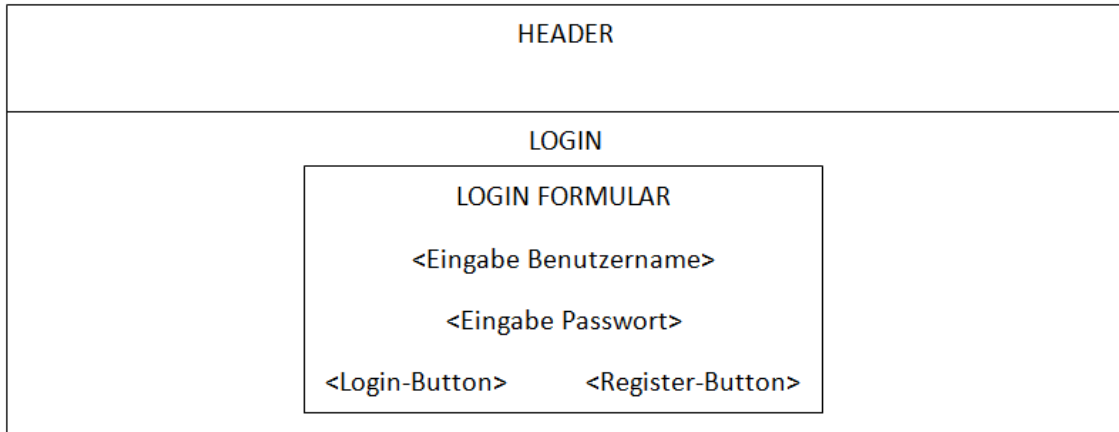 HEADER
LOGIN
LOGIN FORMULAR
<Eingabe Benutzername>
<Eingabe Passwort>
<Login-Button> <Register-Button>